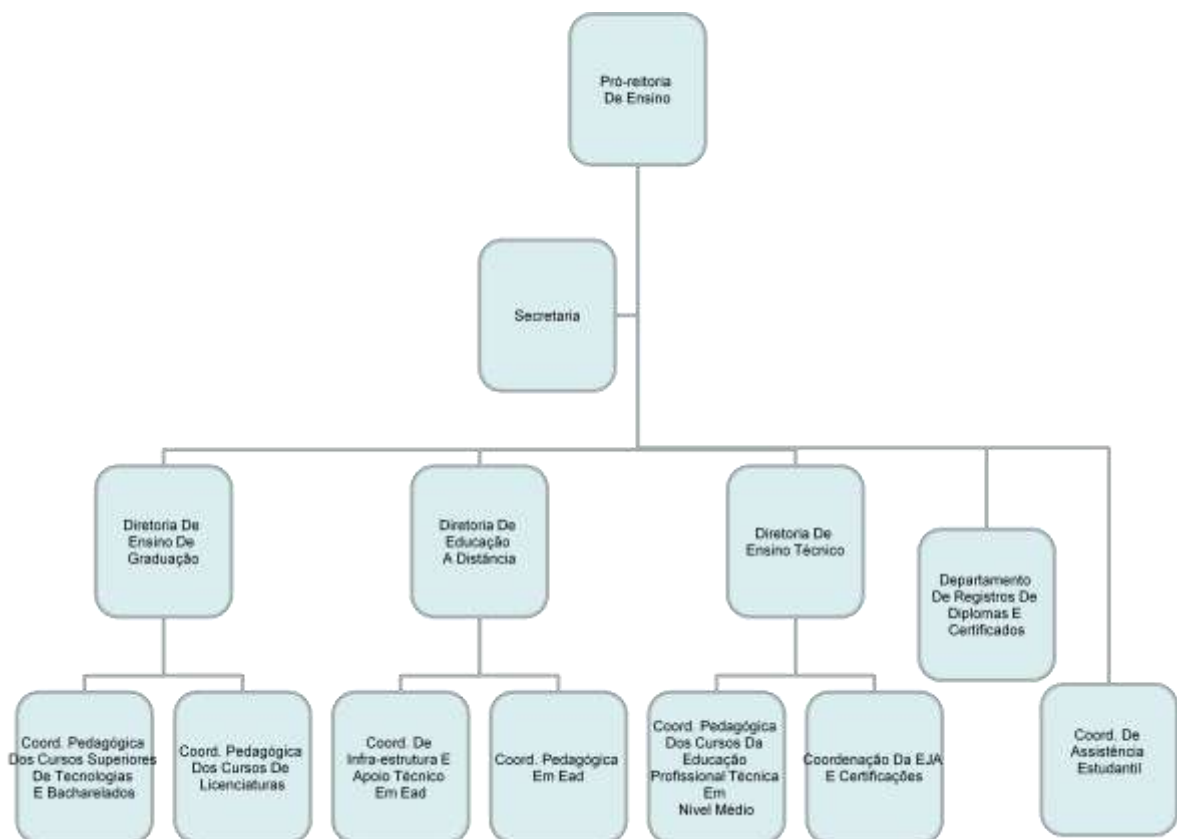 Pró-reitoria
De Ensino
Secretaria
Diretoria De
Ensino De
Graduação
Diretoria De
Educação
A Distância
Diretoria De
Ensino Técnico
Departamento
De Registros De
Diplomas E
Certificados
Coord. Pedagógica
Dos Cursos Superiores
De Tecnologias
E Bacharelados
Coord. Pedagógica
Dos Cursos De
Licenciaturas
Coord. De
Infra-estrutura E
Apoio Técnico
Em Ead
Coord. Pedagógica
Em Ead
Coord. Pedagógica
Dos Cursos Da
Educação
Profissional Técnica
Em
Nível Médio
Coordenação Da EJA
E Certificações
Coord. De
Assistência
Estudantil